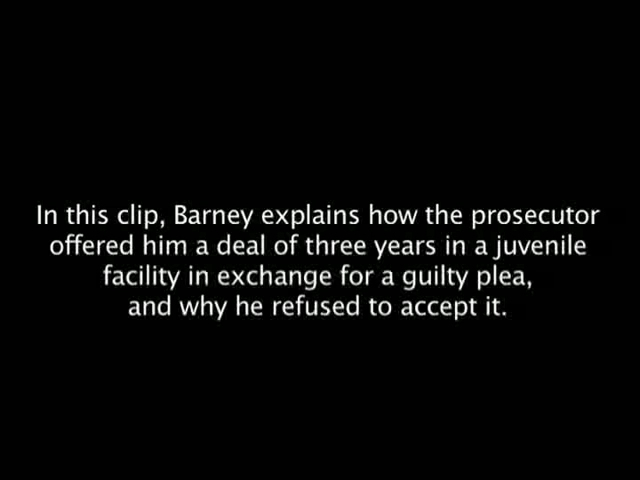 In this clip, Barney explains how the prosecutor
offered him a deal of three years in a juvenile
facility in exchange for a guilty plea,
and why he refused to accept it.